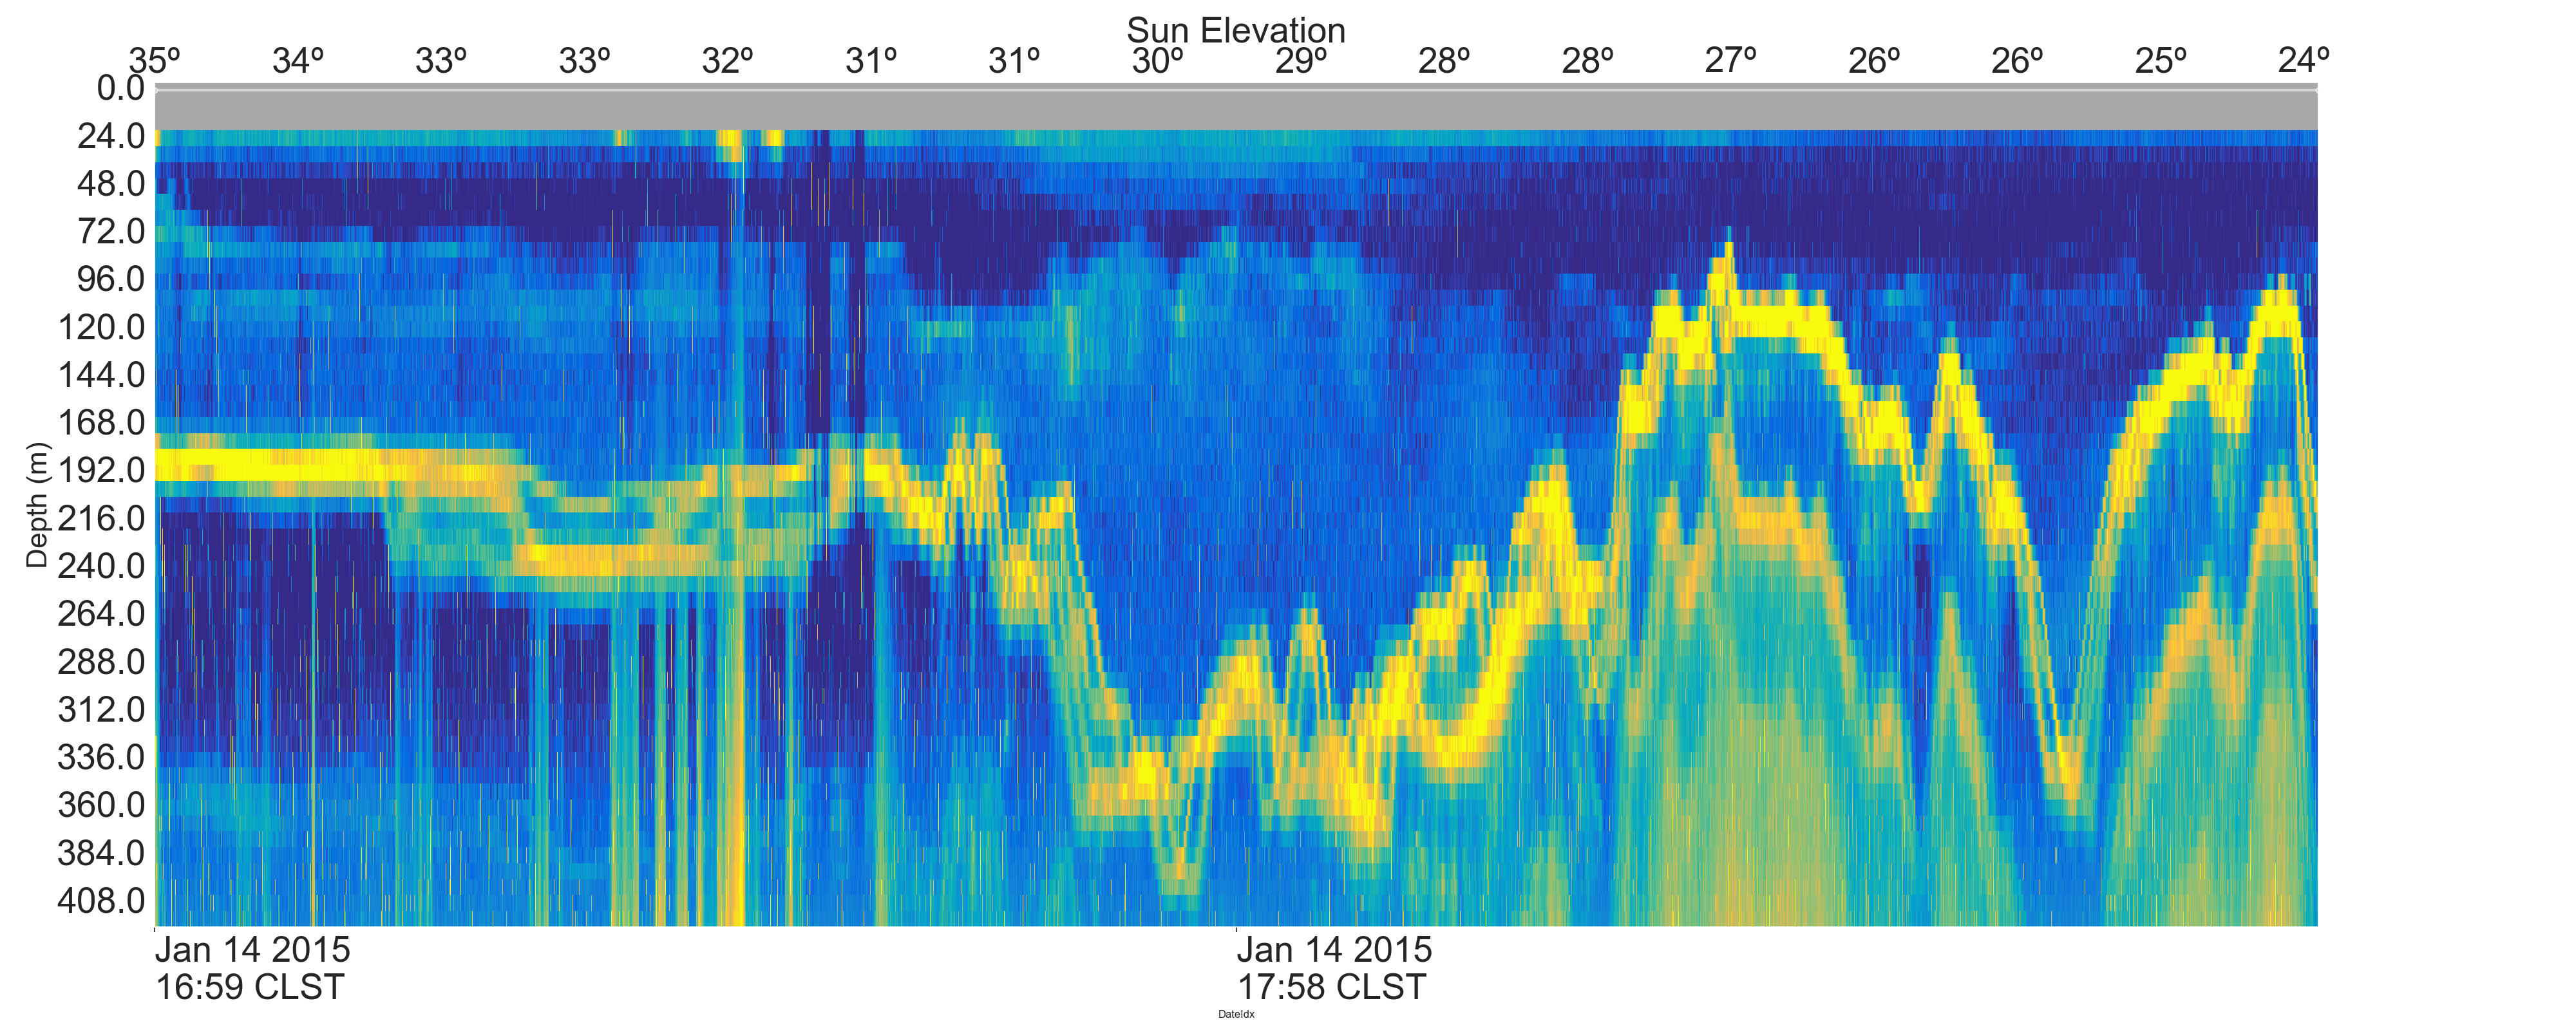 Sun Elevation
35º 34º 33º 33º 32º 31º 31º 30º 29º 28º 28º 27º 26º 26º 25º 24º
0.0
24.0
48.0
72.0
96.0
120.0
144.0
168.0
192.0
216.0
240.0
264.0
288.0
312.0
336.0
360.0
384.0
408.0
Depth (m)
Jan 14 2015
16:59 CLST
Jan 14 2015
17:58 CLST
DateIdx